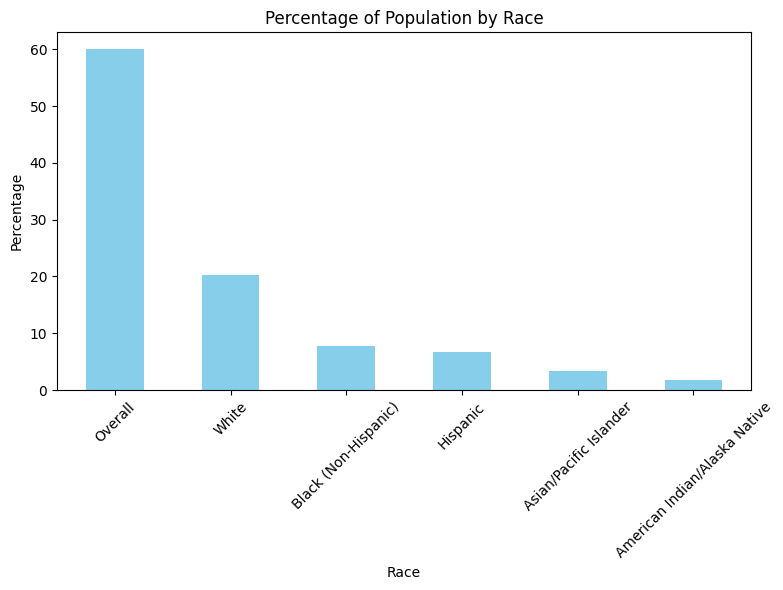 Percentage of Population by Race
Percentage
60
50
40
30
20
10
0
Overall
White
Black (Non-Hispanic)
Hispanic
Asian/Pacific Islander
American Indian/Alaska Native
Race